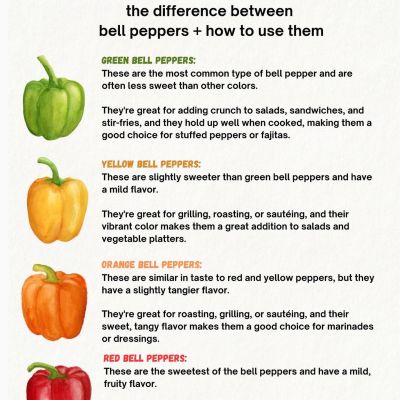 the difference between
bell peppers + how to use them
GREEN BELL PEPPERS:
These are the most common type of bell pepper and are
often less sweet than other colors.
They're great for adding crunch to salads, sandwiches, and
stir-fries, and they hold up well when cooked, making them a
good choice for stuffed peppers or fajitas.
YELLOW BELL PEPPERS:
These are slightly sweeter than green bell peppers and have
a mild flavor.
They're great for grilling, roasting, or sautéing, and their
vibrant color makes them a great addition to salads and
vegetable platters.
ORANGE BELL PEPPERS:
These are similar in taste to red and yellow peppers, but they
have a slightly tangier flavor.
They're great for roasting, grilling, or sautéing, and their
sweet, tangy flavor makes them a good choice for marinades
or dressings.
RED BELL PEPPERS:
These are the sweetest of the bell peppers and have a mild,
fruity flavor.